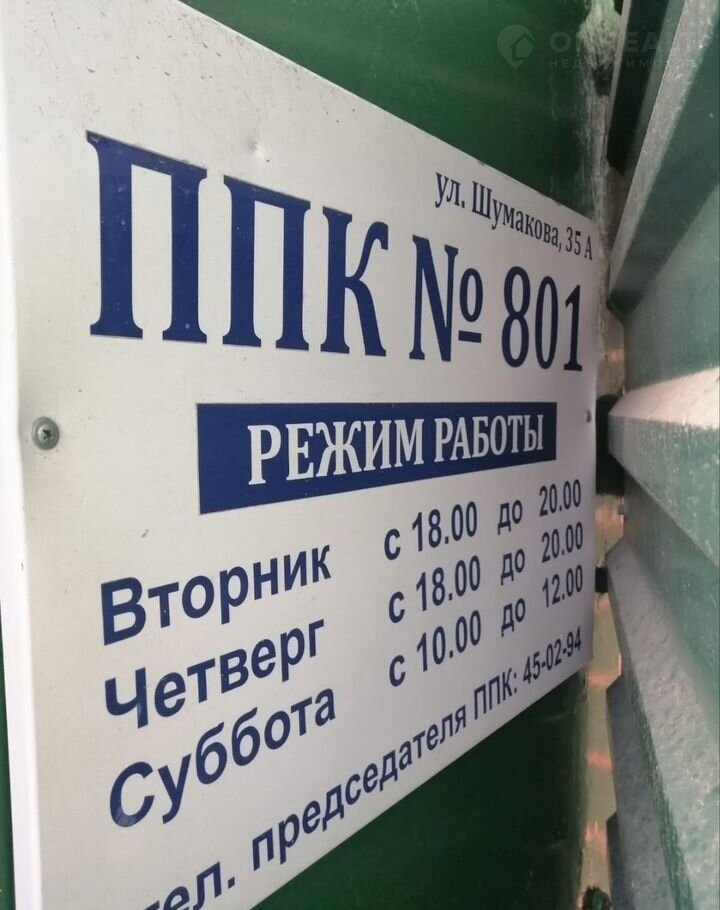 ул. Шумакова, 35 А
ППК № 801
РЕЖИМ РАБОТЫ
Вторник с 18.00 до 20.00
Четверг с 18.00 до 20.00
Суббота с 10.00 до 12.00
тел. председателя ППК: 45-02-94
НЕДВИЖИМОСТЬ